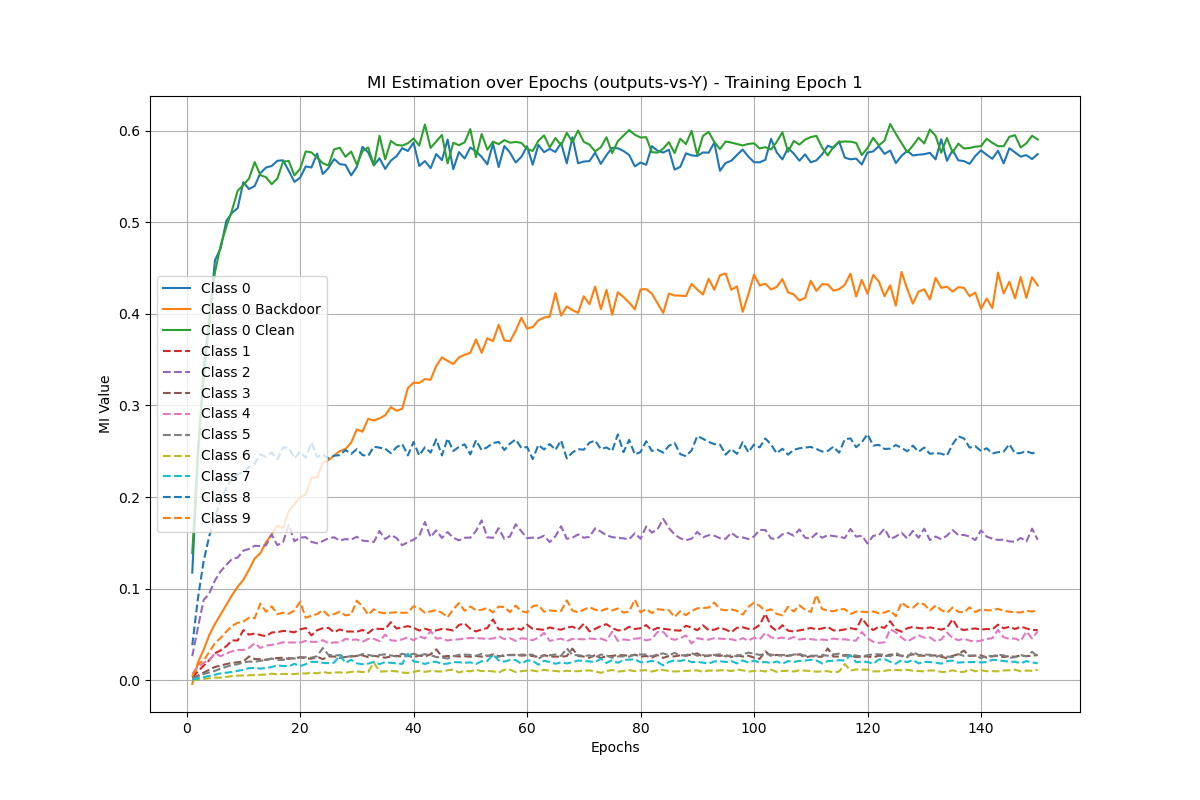 MI Estimation over Epochs (outputs-vs-Y) - Training Epoch 1
MI Value
0.6
0.5
0.4
0.3
0.2
0.1
0.0
Class 0
Class 0 Backdoor
Class 0 Clean
Class 1
Class 2
Class 3
Class 4
Class 5
Class 6
Class 7
Class 8
Class 9
0 20 40 60 80 100 120 140
Epochs